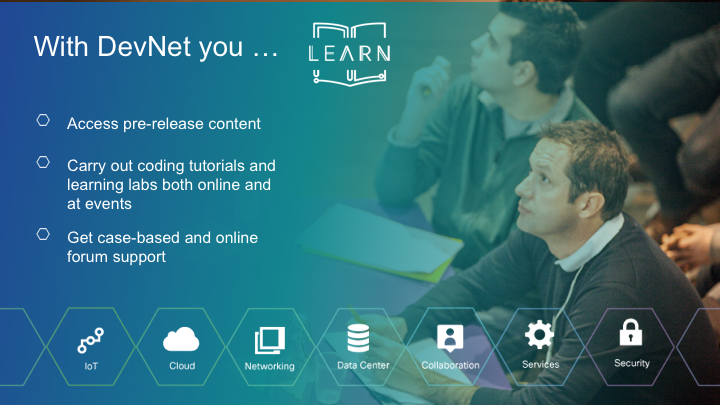 With DevNet you …
LEARN
Access pre-release content
Carry out coding tutorials and
learning labs both online and
at events
Get case-based and online
forum support
IoT
Cloud
Networking
Data Center
Collaboration
Services
Security